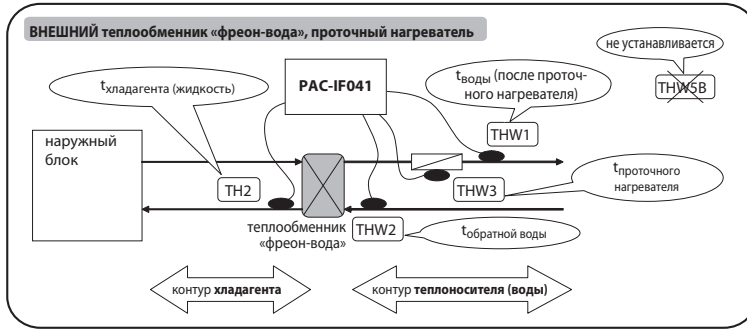 ВНЕШНИЙ теплообменник «фреон-вода», проточный нагреватель
не устанавливается
THW5B
tхладагента (жидкость)
PAC-IF041
tводы (после проточ-
ного нагревателя)
THW1
наружный
блок
TH2
THW3
tпроточного
нагревателя
теплообменник
«фреон-вода»
THW2
tобратной воды
контур хладагента
контур теплоносителя (воды)